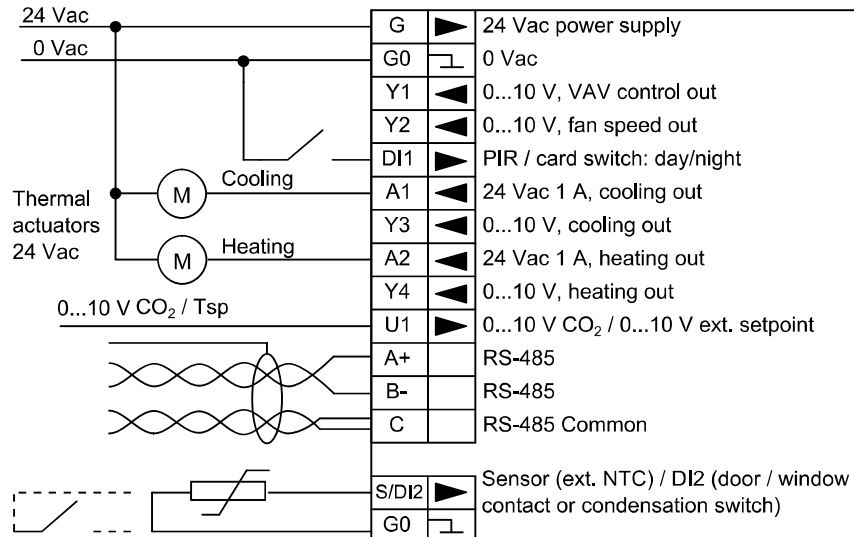 24 Vac
G 24 Vac power supply
0 Vac
G0 0 Vac
Y1 0...10 V, VAV control out
Y2 0...10 V, fan speed out
DI1 PIR / card switch: day/night
Cooling
Thermal
actuators
24 Vac
M
A1 24 Vac 1 A, cooling out
Y3 0...10 V, cooling out
Heating
M
A2 24 Vac 1 A, heating out
Y4 0...10 V, heating out
0...10 V CO₂ / Tsp
U1 0...10 V CO₂ / 0...10 V ext. setpoint
A+ RS-485
B- RS-485
C RS-485 Common
S/DI2 Sensor (ext. NTC) / DI2 (door / window
contact or condensation switch)
G0